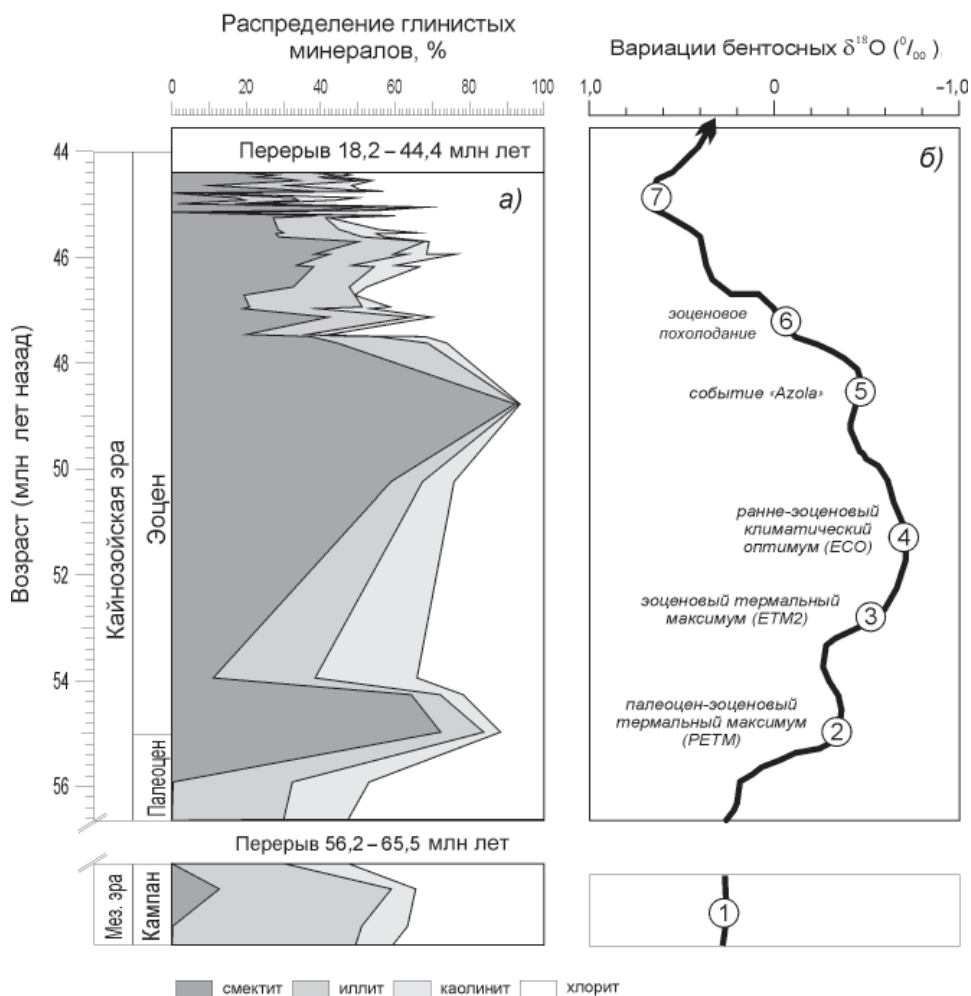 Распределение глинистых
минералов, %
0 20 40 60 80 100
Вариации бентосных δ¹⁸O (⁰/₀₀).
1,0 0 −1,0
Возраст (млн лет назад)
44
46
48
50
52
54
56
Кайнозойская эра
Эоцен
Палеоцен
Перерыв 18,2 – 44,4 млн лет
а)
б)
7
6
эоценовое
похолодание
5
событие «Azola»
4
ранне-эоценовый
климатический
оптимум (ECO)
3
эоценовый термальный
максимум (ETM2)
2
палеоцен-эоценовый
термальный максимум
(PETM)
Перерыв 56,2 – 65,5 млн лет
Мез. эра
Кампан
1
смектит иллит каолинит хлорит